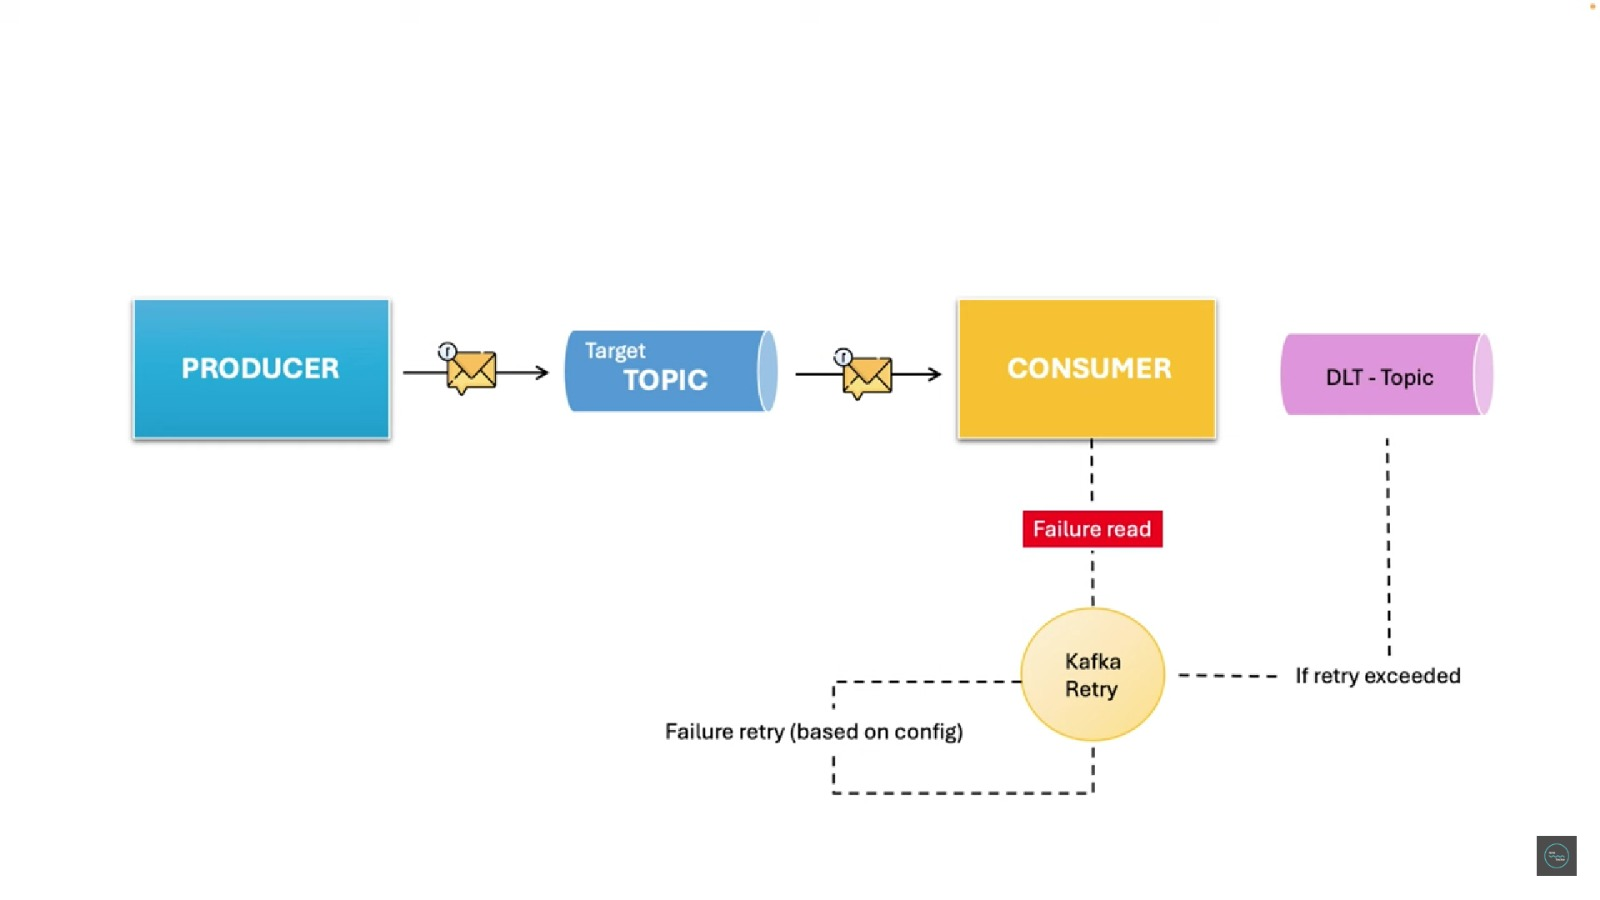 PRODUCER
Target
TOPIC
CONSUMER
DLT - Topic
Failure read
Kafka
Retry
If retry exceeded
Failure retry (based on config)